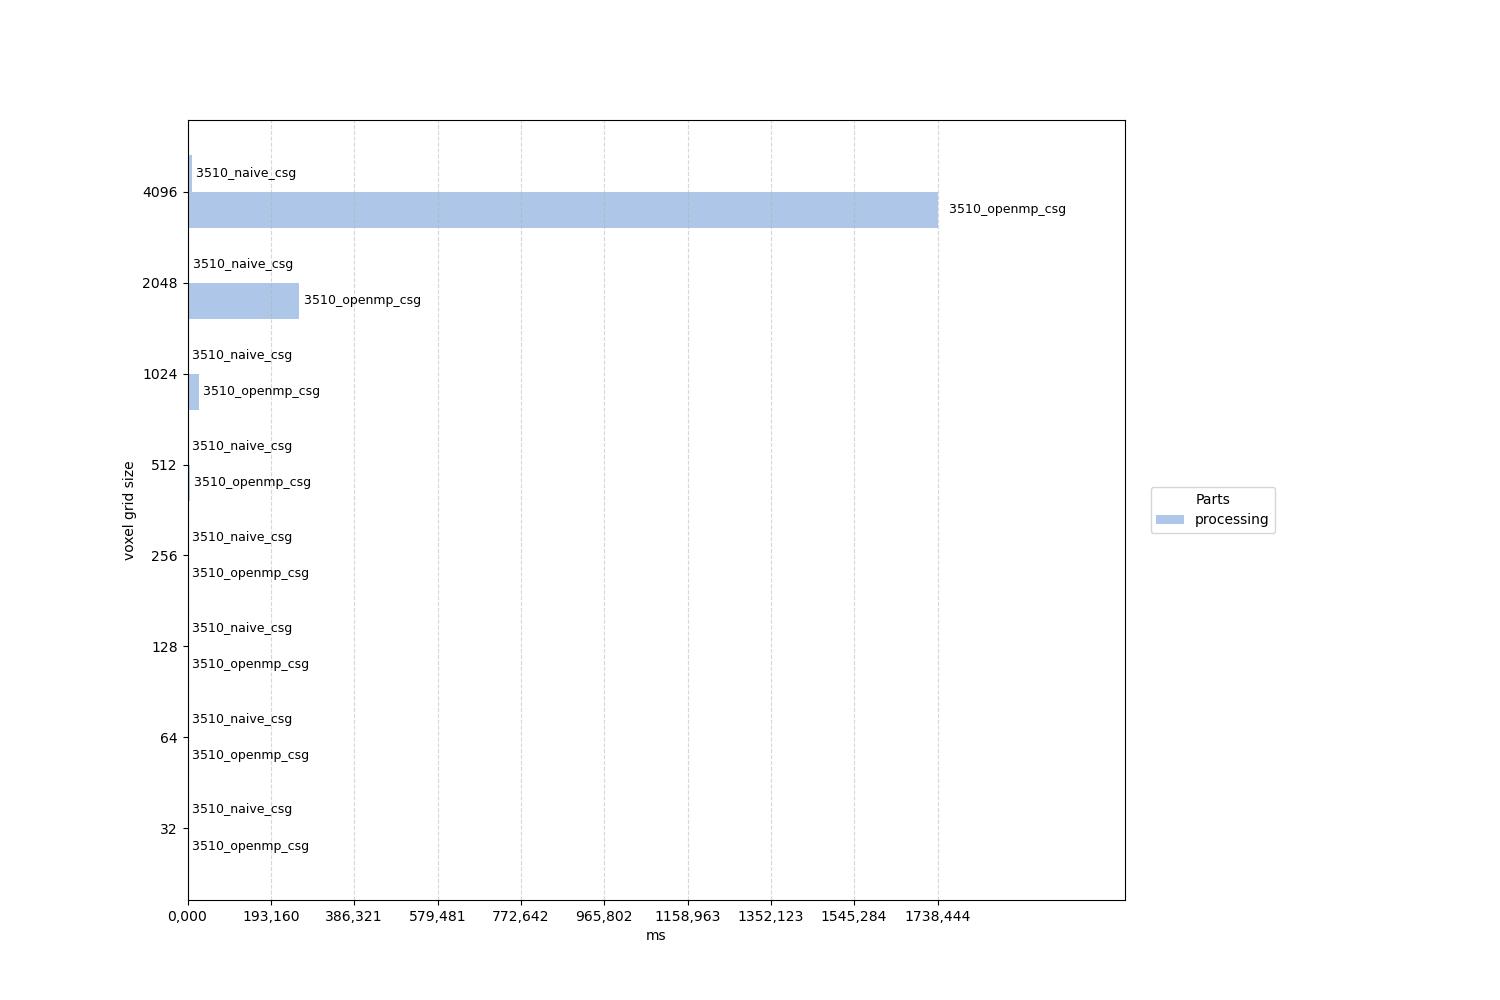 3510_naive_csg
4096
3510_openmp_csg
3510_naive_csg
2048
3510_openmp_csg
3510_naive_csg
1024
3510_openmp_csg
3510_naive_csg
512
3510_openmp_csg
voxel grid size
Parts
processing
3510_naive_csg
256
3510_openmp_csg
3510_naive_csg
128
3510_openmp_csg
3510_naive_csg
64
3510_openmp_csg
3510_naive_csg
32
3510_openmp_csg
0,000 193,160 386,321 579,481 772,642 965,802 1158,963 1352,123 1545,284 1738,444
ms